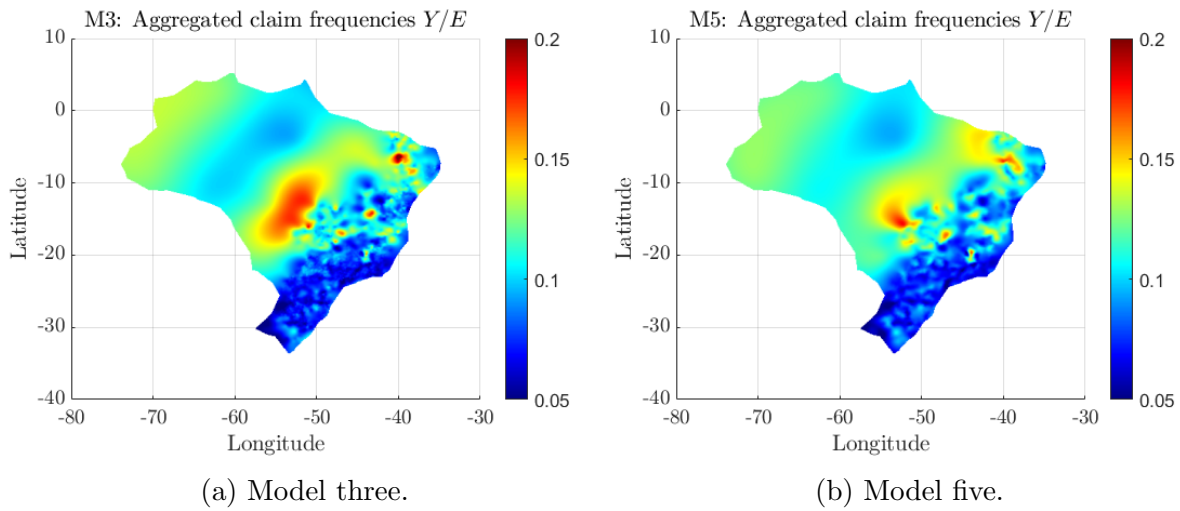 M3: Aggregated claim frequencies Y/E
10
0
-10
-20
-30
-40
Latitude
-80 -70 -60 -50 -40 -30
Longitude
0.2
0.15
0.1
0.05
(a) Model three.
M5: Aggregated claim frequencies Y/E
10
0
-10
-20
-30
-40
Latitude
-80 -70 -60 -50 -40 -30
Longitude
0.2
0.15
0.1
0.05
(b) Model five.